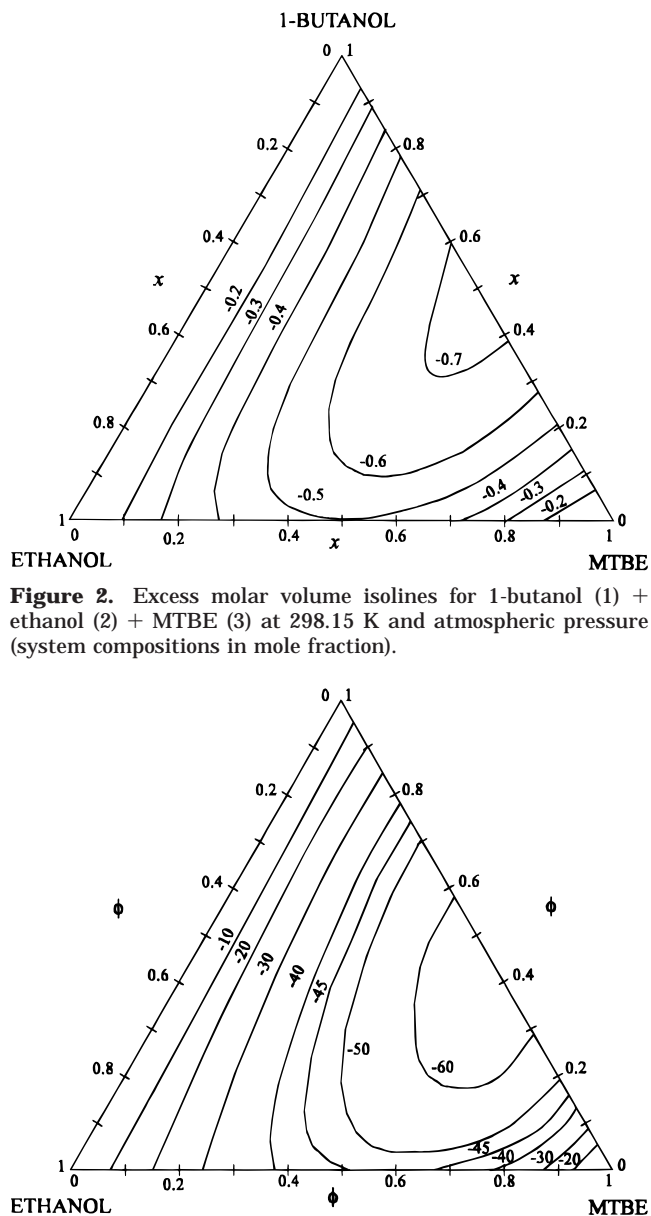 1-BUTANOL
0 1
0.2 0.8
0.4 0.6
x x
-0.2 -0.3 -0.4
0.6 0.4
-0.7
0.8 0.2
-0.6
-0.5 -0.4 -0.3 -0.2
1 0
0 0.2 0.4 x 0.6 0.8 1
ETHANOL MTBE
Figure 2. Excess molar volume isolines for 1-butanol (1) +
ethanol (2) + MTBE (3) at 298.15 K and atmospheric pressure
(system compositions in mole fraction).
0 1
0.2 0.8
0.4 0.6
ϕ ϕ
-10 -20 -30 -40 -45
0.6 0.4
-50 -60
0.8 0.2
-45 -40 -30 -20
1 0
0 0.2 0.4 ϕ 0.6 0.8 1
ETHANOL MTBE